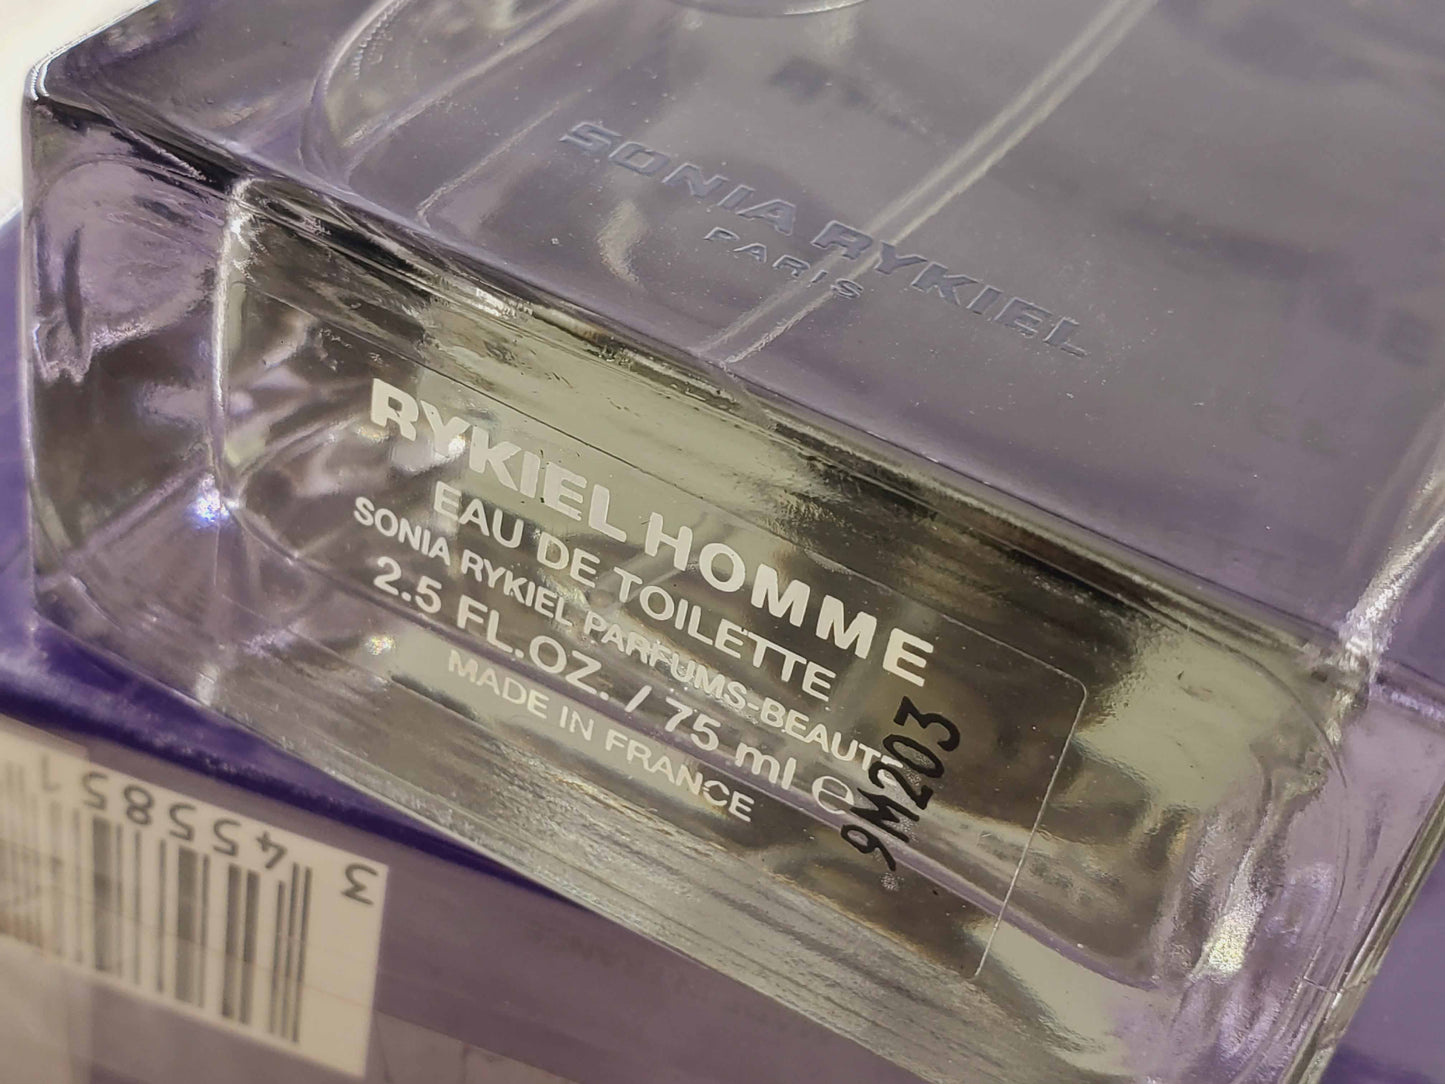 SONIA RYKIEL
PARIS
RYKIEL HOMME
EAU DE TOILETTE
SONIA RYKIEL PARFUMS-BEAUTÉ
2.5 FL.OZ. / 75 ml ℮
MADE IN FRANCE
9M203
3 455851